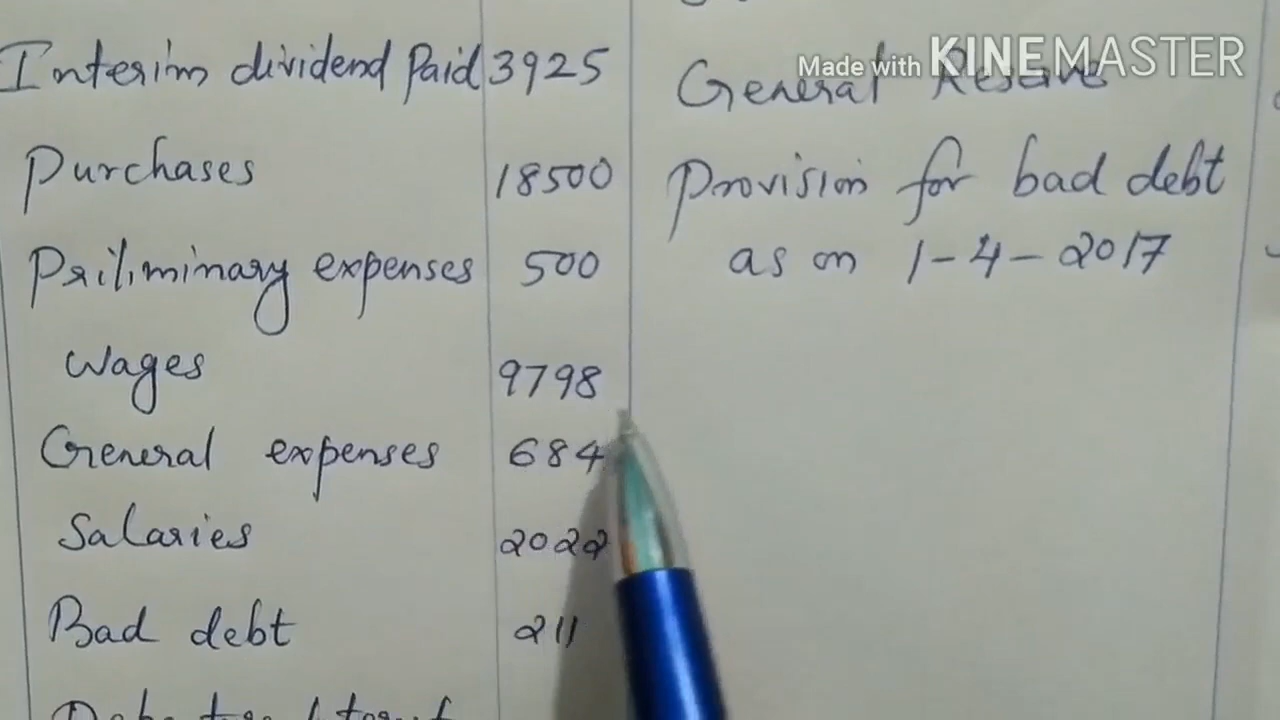 Interim dividend Paid 3925
Purchases 18500
Priliminary expenses 500
Wages 9798
General expenses 684
Salaries 2022
Bad debt 211
Made with KINEMASTER
General Reserve
Provision for bad debt
as on 1-4-2017